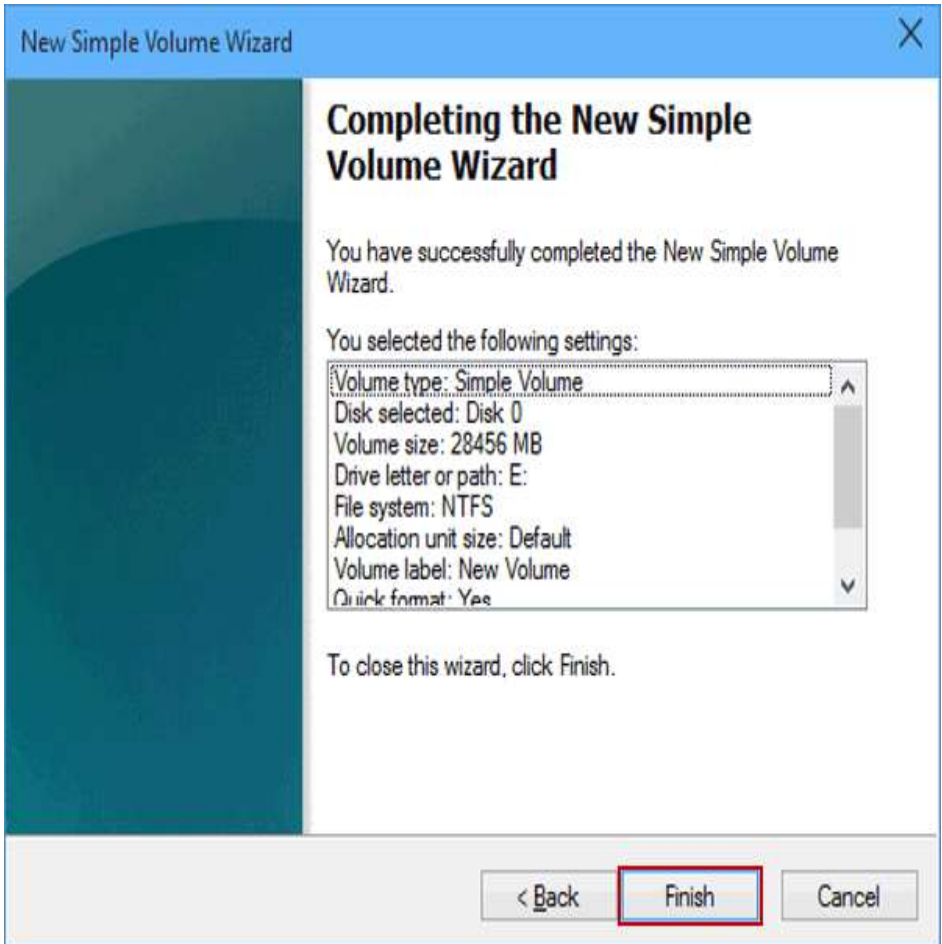 New Simple Volume Wizard
Completing the New Simple
Volume Wizard
You have successfully completed the New Simple Volume
Wizard.
You selected the following settings:
Volume type: Simple Volume
Disk selected: Disk 0
Volume size: 28456 MB
Drive letter or path: E:
File system: NTFS
Allocation unit size: Default
Volume label: New Volume
Quick format: Yes
To close this wizard, click Finish.
< Back
Finish
Cancel